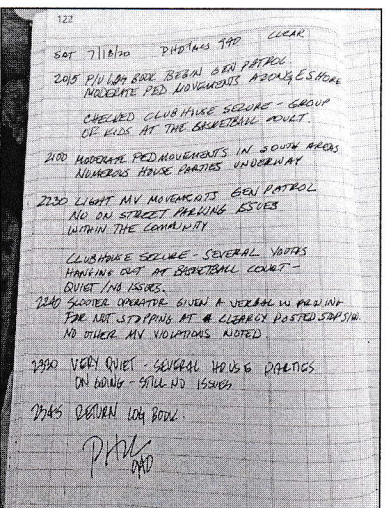 122
SAT 7/18/20 CLEAR
2015 P/U LOG BOOK BEGIN GEN PATROL
MODERATE PED MOVEMENTS ALONG E SHORE
CHECKED CLUBHOUSE SECURE - GROUP
OF KIDS AT THE BASKETBALL COURT.
2100 MODERATE PED MOVEMENTS IN SOUTH AREAS
NUMEROUS HOUSE PARTIES UNDERWAY
2230 LIGHT MV MOVEMENTS GEN PATROL
NO ON STREET PARKING ISSUES
WITHIN THE COMMUNITY
CLUBHOUSE SECURE - SEVERAL YOUTHS
HANGING OUT AT BASKETBALL COURT -
QUIET / NO ISSUES.
2240 SCOOTER OPERATOR GIVEN A VERBAL WARNING
FOR NOT STOPPING AT A CLEARLY POSTED STOP SIGN.
NO OTHER MV VIOLATIONS NOTED.
2330 VERY QUIET - SEVERAL HOUSE PARTIES
ON GOING - STILL NO ISSUES
2345 RETURN LOG BOOK.